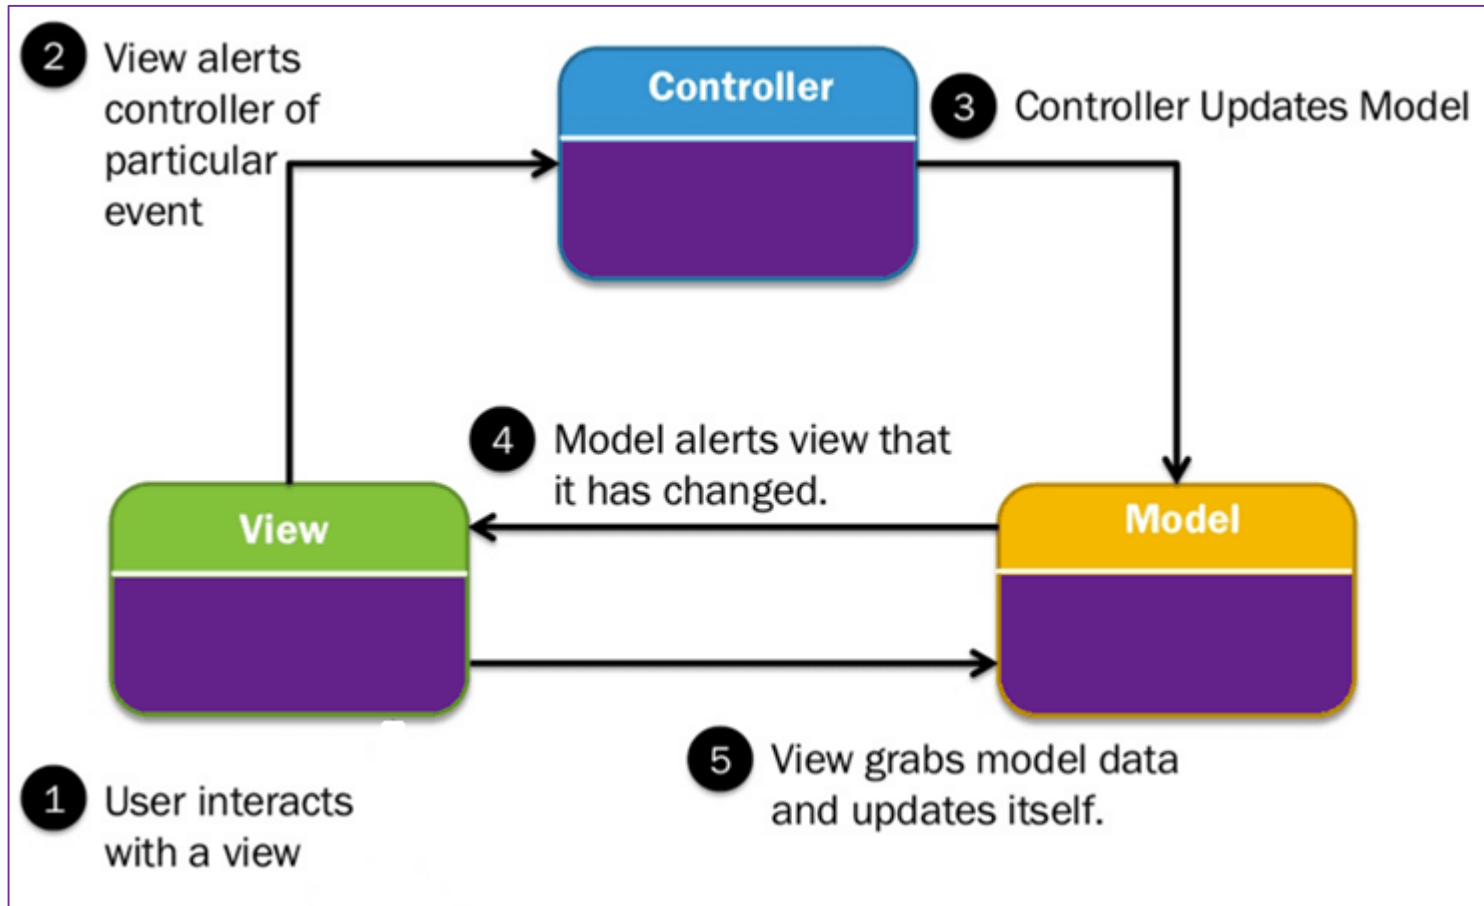 2 View alerts
controller of
particular
event
Controller
3 Controller Updates Model
4 Model alerts view that
it has changed.
View
Model
5 View grabs model data
and updates itself.
1 User interacts
with a view